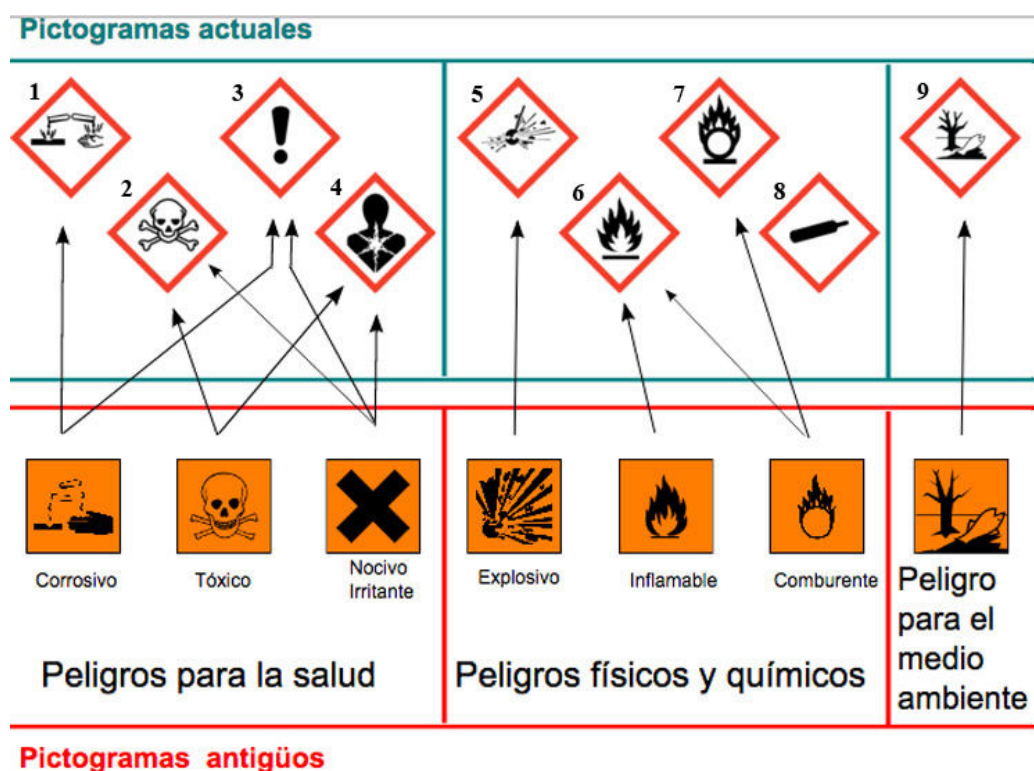 Pictogramas actuales
1
3
5
7
9
2
4
6
8
Corrosivo
Tóxico
Nocivo
Irritante
Explosivo
Inflamable
Comburente
Peligro
para el
medio
ambiente
Peligros para la salud
Peligros físicos y químicos
Pictogramas antigüos